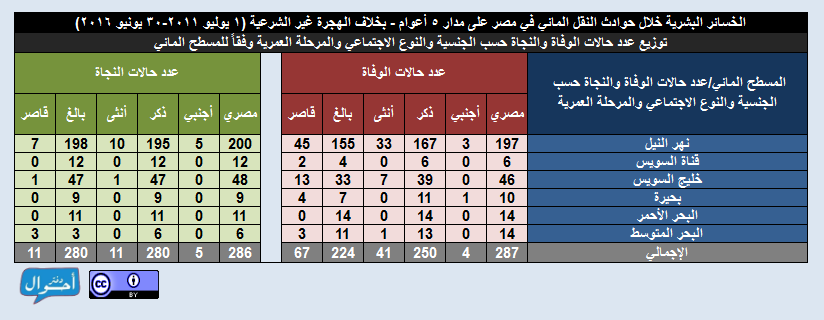 الخسائر البشرية خلال حوادث النقل المائي في مصر على مدار ٥ أعوام - بخلاف الهجرة غير الشرعية (١ يوليو ٢٠١١-٣٠ يونيو ٢٠١٦)
توزيع عدد حالات الوفاة والنجاة حسب الجنسية والنوع الاجتماعي والمرحلة العمرية وفقاً للمسطح المائي
المسطح المائي/عدد حالات الوفاة والنجاة حسب الجنسية والنوع الاجتماعي والمرحلة العمرية عدد حالات الوفاة عدد حالات النجاة
مصري أجنبي ذكر أنثى بالغ قاصر مصري أجنبي ذكر أنثى بالغ قاصر
نهر النيل 197 3 167 33 155 45 200 5 195 10 198 7
قناة السويس 6 0 6 0 4 2 12 0 12 0 12 0
خليج السويس 46 0 39 7 33 13 48 0 47 1 47 1
بحيرة 10 1 11 0 7 4 9 0 9 0 9 0
البحر الأحمر 14 0 14 0 14 0 11 0 11 0 11 0
البحر المتوسط 14 0 13 1 11 3 6 0 6 0 3 3
الإجمالي 287 4 250 41 224 67 286 5 280 11 280 11
دفتر أحوال
cc
BY